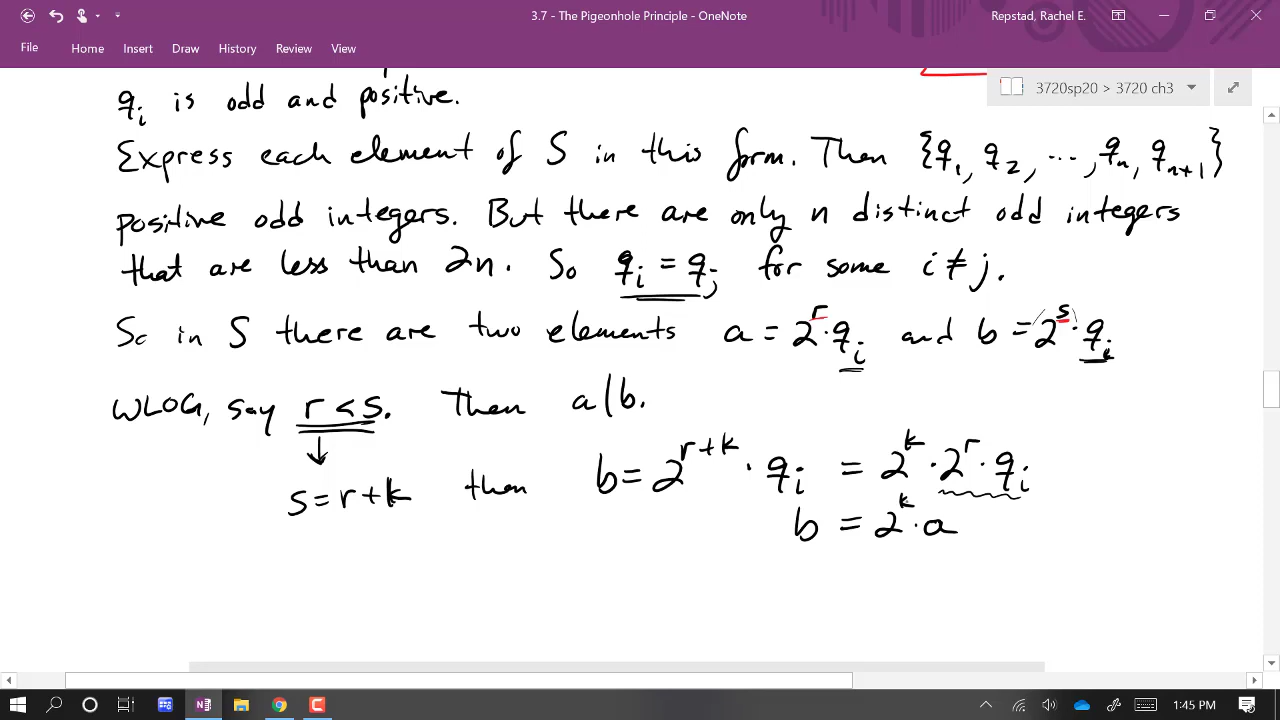 3.7 - The Pigeonhole Principle - OneNote
Repstad, Rachel E.
File Home Insert Draw History Review View
3720sp20 > 3720 ch3
qᵢ is odd and positive.
Express each element of S in this form. Then {q₁, q₂, ..., qₙ, qₙ₊₁}
positive odd integers. But there are only n distinct odd integers
that are less than 2n. So qᵢ = qⱼ for some i ≠ j.
So in S there are two elements a = 2^r · qᵢ and b = 2^s · qᵢ
WLOG, say r < s. Then a|b.
↓
s = r + k then b = 2^(r+k) · qᵢ = 2^k · 2^r · qᵢ
b = 2^k · a
1:45 PM